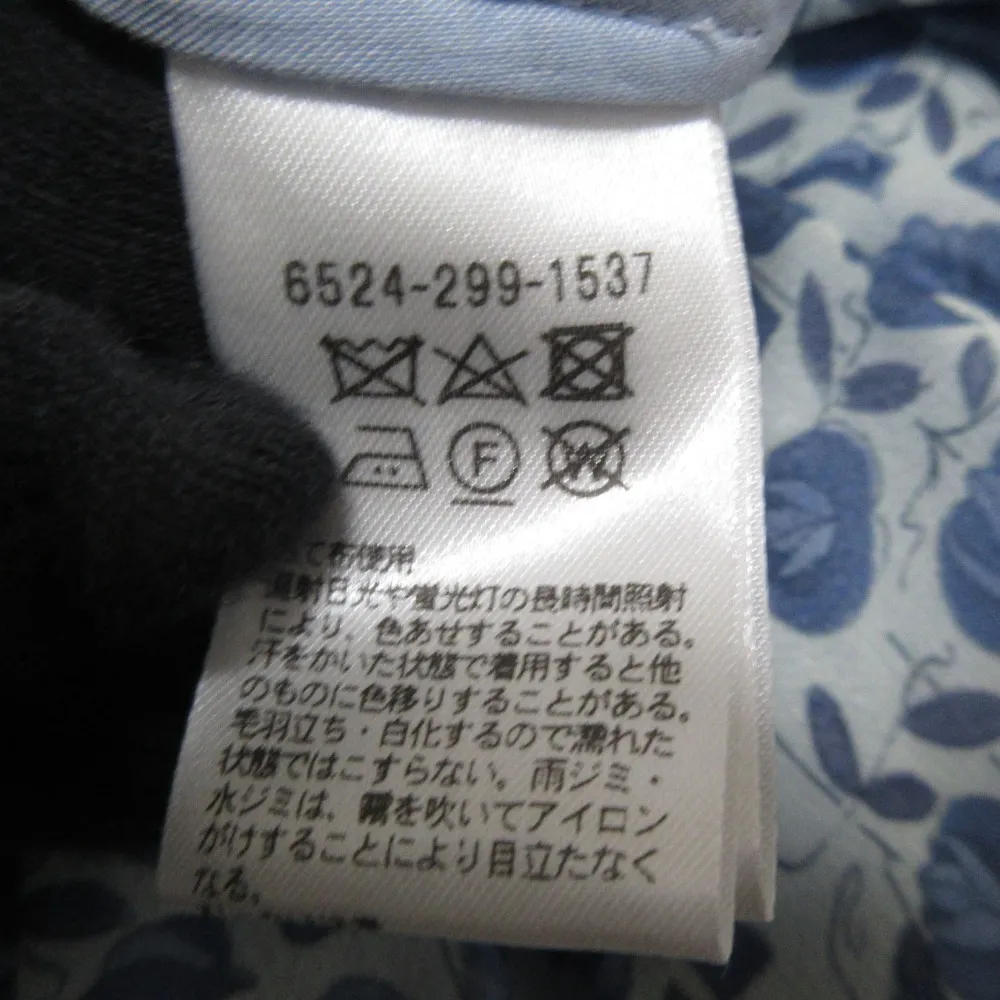 6524-299-1537
F
W
て布使用
射日光や蛍光灯の長時間照射
により、色あせすることがある。
汗をかいた状態で着用すると他
のものに色移りすることがある。
毛羽立ち・白化するので濡れた
状態ではこすらない。雨ジミ・
水ジミは、霧を吹いてアイロン
がけすることにより目立たなく
なる。